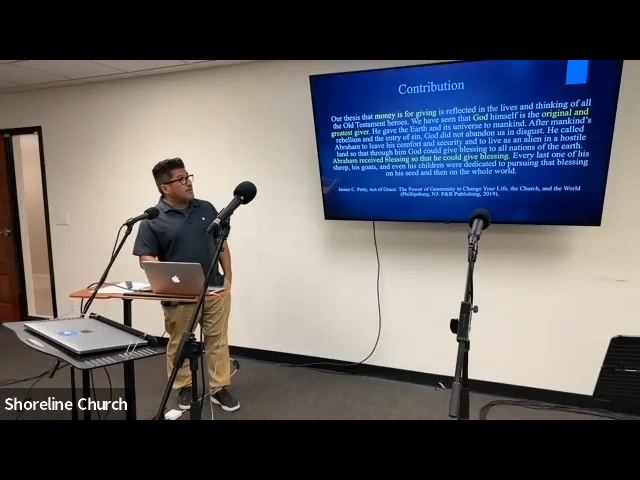 Contribution
Our thesis that money is for giving is reflected in the lives and thinking of all
the Old Testament heroes. We have seen that God himself is the original and
greatest giver. He gave the Earth and its universe to mankind. After mankind's
rebellion and the entry of sin, God did not abandon us in disgust. He called
Abraham to leave his comfort and security and to live as an alien in a hostile
land so that through him God could give blessing to all nations of the earth.
Abraham received blessing so that he could give blessing. Every last one of his
sheep, his goats, and even his children were dedicated to pursuing that blessing
on his seed and then on the whole world.
James C. Petty, Act of Grace: The Power of Generosity to Change Your Life, the Church, and the World
(Phillipsburg, NJ: P&R Publishing, 2019),
Shoreline Church